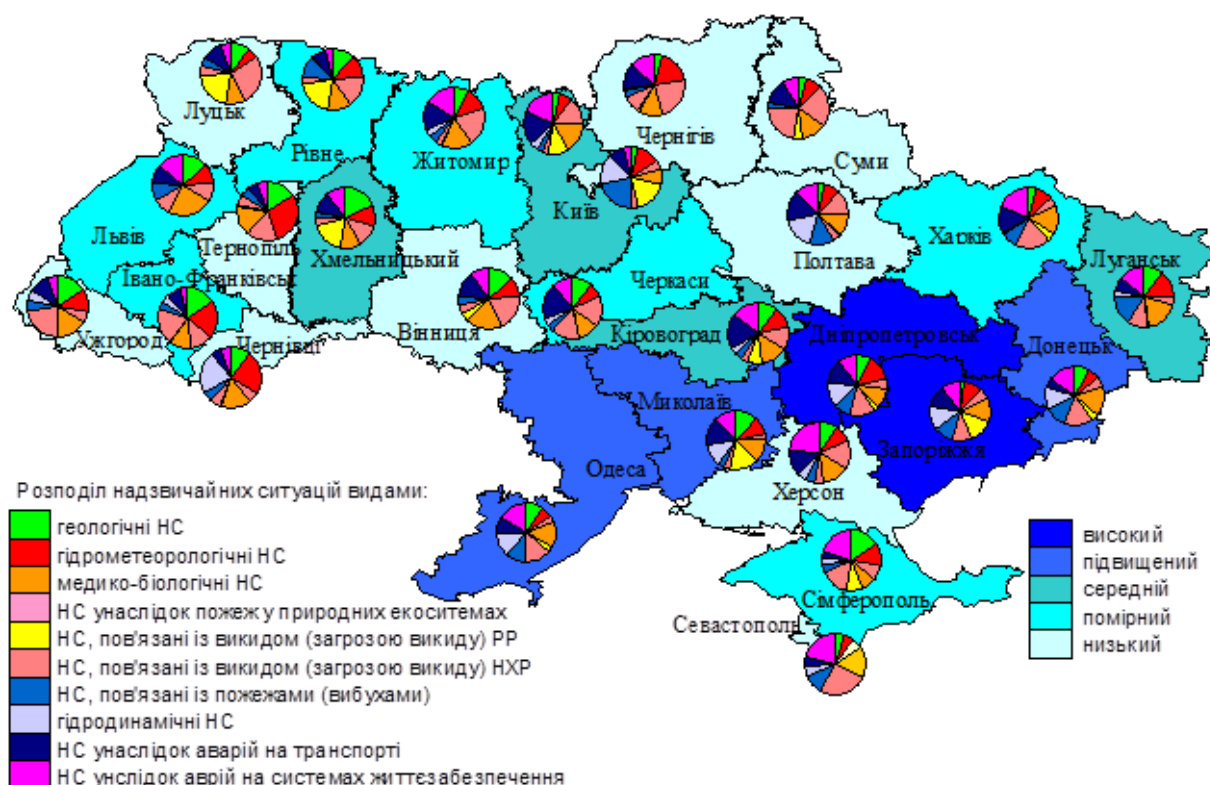 Луцьк
Рівне
Житомир
Чернігів
Суми
Київ
Львів
Тернопіль
Хмельницький
Івано-Франківськ
Ужгород
Чернівці
Вінниця
Черкаси
Полтава
Харків
Луганськ
Кіровоград
Дніпропетровськ
Донецьк
Миколаїв
Запоріжжя
Одеса
Херсон
Сімферополь
Севастополь
Розподіл надзвичайних ситуацій видами:
геологічні НС
гідрометеорологічні НС
медико-біологічні НС
НС унаслідок пожеж у природних екоситемах
НС, пов'язані із викидом (загрозою викиду) РР
НС, пов'язані із викидом (загрозою викиду) НХР
НС, пов'язані із пожежами (вибухами)
гідродинамічні НС
НС унаслідок аварій на транспорті
НС унслідок аврій на системах життєзабезпечення
високий
підвищений
середній
помірний
низький